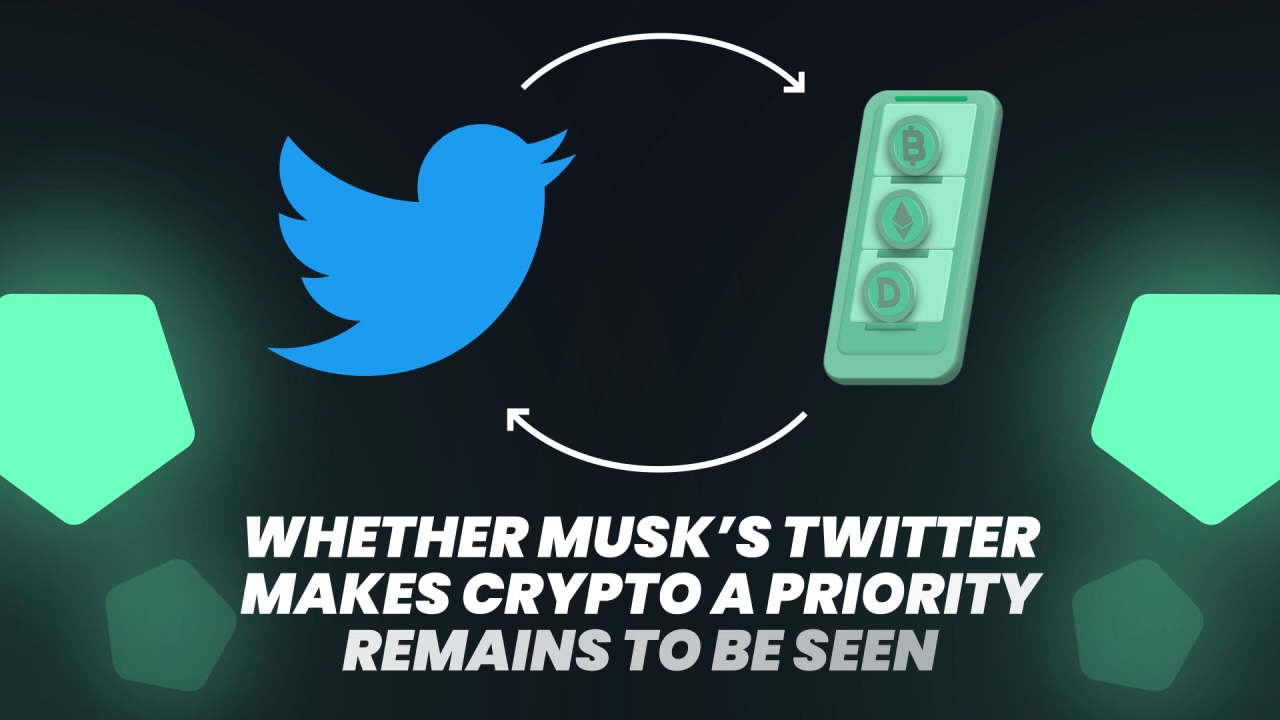 WHETHER MUSK'S TWITTER
MAKES CRYPTO A PRIORITY
REMAINS TO BE SEEN